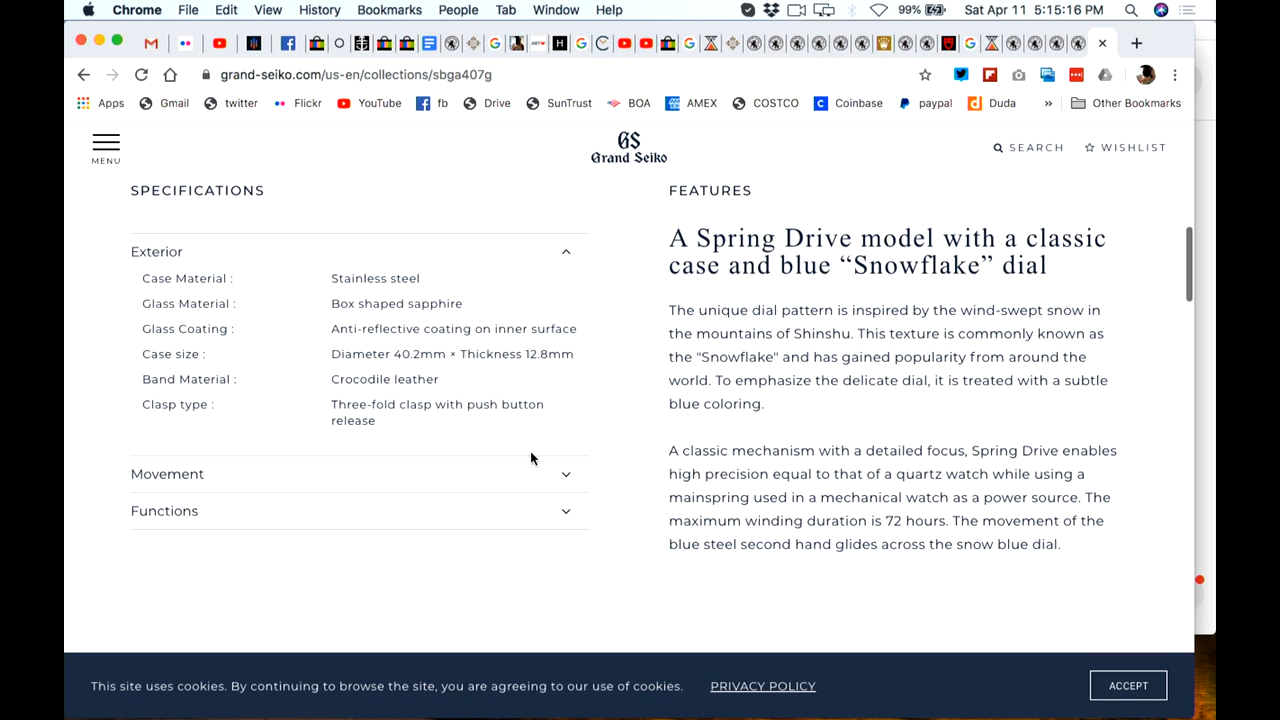 Chrome File Edit View History Bookmarks People Tab Window Help 99% Sat Apr 11 5:15:16 PM
grand-seiko.com/us-en/collections/sbga407g
Apps Gmail twitter Flickr YouTube fb Drive SunTrust BOA AMEX COSTCO Coinbase paypal Duda » Other Bookmarks
MENU
GS
Grand Seiko
SEARCH WISHLIST
SPECIFICATIONS
Exterior
Case Material : Stainless steel
Glass Material : Box shaped sapphire
Glass Coating : Anti-reflective coating on inner surface
Case size : Diameter 40.2mm × Thickness 12.8mm
Band Material : Crocodile leather
Clasp type : Three-fold clasp with push button
release
Movement
Functions
FEATURES
A Spring Drive model with a classic
case and blue “Snowflake” dial
The unique dial pattern is inspired by the wind-swept snow in
the mountains of Shinshu. This texture is commonly known as
the "Snowflake" and has gained popularity from around the
world. To emphasize the delicate dial, it is treated with a subtle
blue coloring.
A classic mechanism with a detailed focus, Spring Drive enables
high precision equal to that of a quartz watch while using a
mainspring used in a mechanical watch as a power source. The
maximum winding duration is 72 hours. The movement of the
blue steel second hand glides across the snow blue dial.
This site uses cookies. By continuing to browse the site, you are agreeing to our use of cookies. PRIVACY POLICY ACCEPT